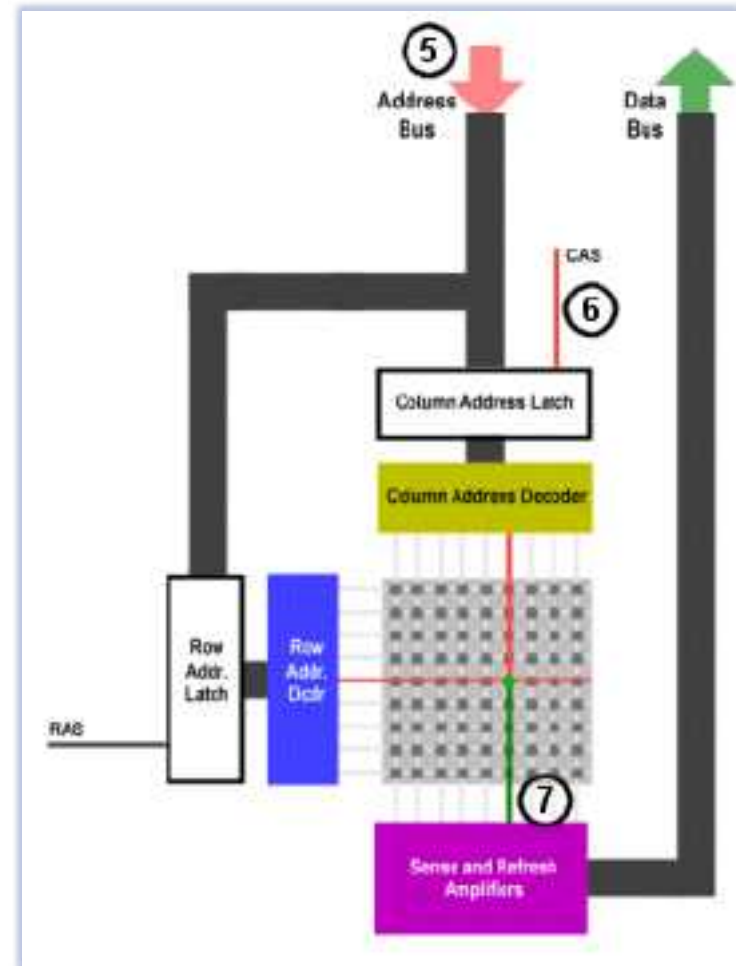 5
Address
Bus
Data
Bus
CAS
6
Column Address Latch
Column Address Decoder
Row
Addr.
Latch
Row
Addr.
Dcdr
RAS
7
Sense and Refresh
Amplifiers